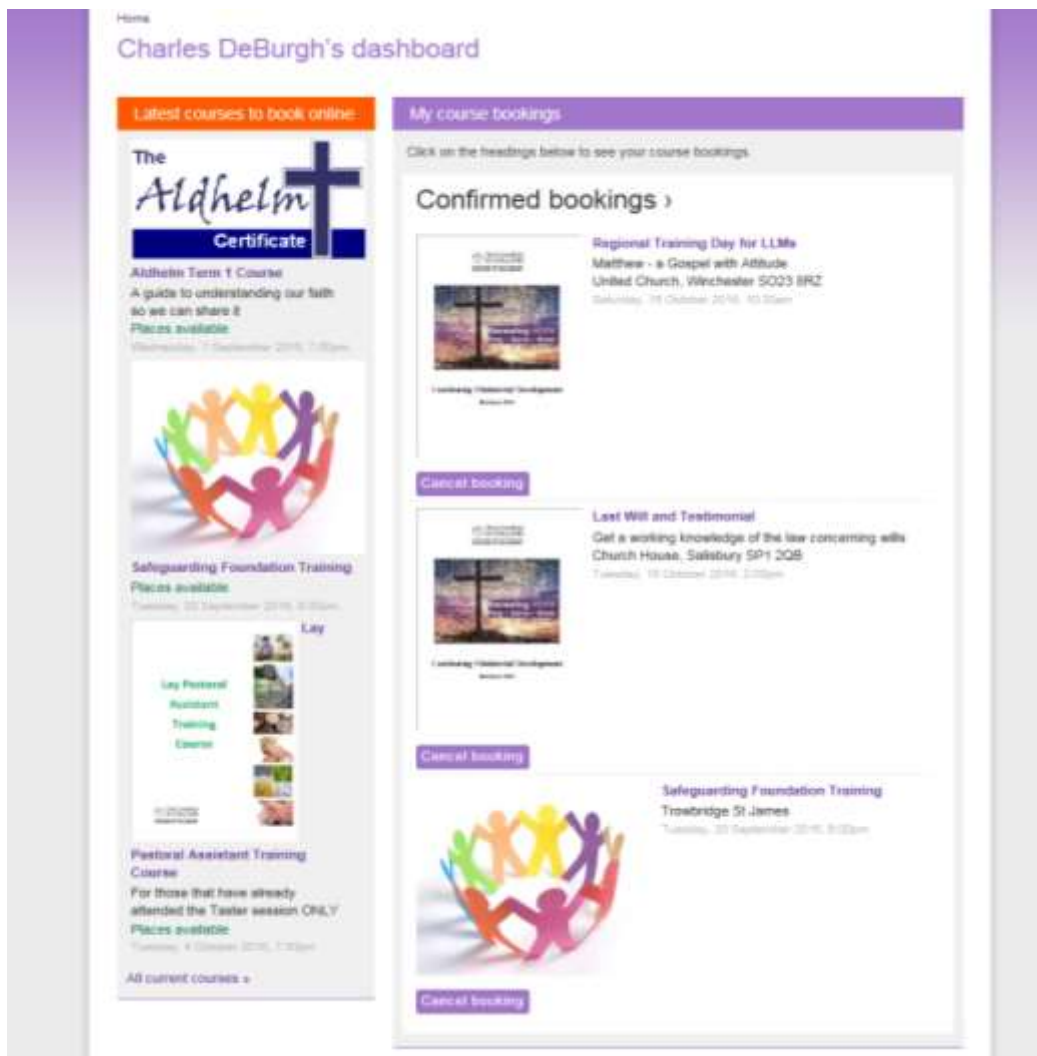 Home
Charles DeBurgh's dashboard
Latest courses to book online
The
Aldhelm
Certificate
Aldhelm Term 1 Course
A guide to understanding our faith
so we can share it
Places available
Wednesday, 7 September 2016, 7:00pm
Safeguarding Foundation Training
Places available
Tuesday, 20 September 2016,
Lay
Lay Pastoral
Assistant
Training
Course
Pastoral Assistant Training
Course
For those that have already
attended the Taster session ONLY
Places available
Tuesday, 4 October 2016,
All current courses »
My course bookings
Click on the headings below to see your course bookings
Confirmed bookings ›
Regional Training Day for LLMs
Matthew - a Gospel with Attitude
United Church, Winchester SO23 8RZ
Saturday, 15 October 2016, 10:30am
Continuing Ministerial Development
Cancel booking
Last Will and Testimonial
Get a working knowledge of the law concerning wills
Church House, Salisbury SP1 2QB
Tuesday, 18 October 2016, 2:00pm
Continuing Ministerial Development
Cancel booking
Safeguarding Foundation Training
Trowbridge St James
Tuesday, 20 September 2016,
Cancel booking